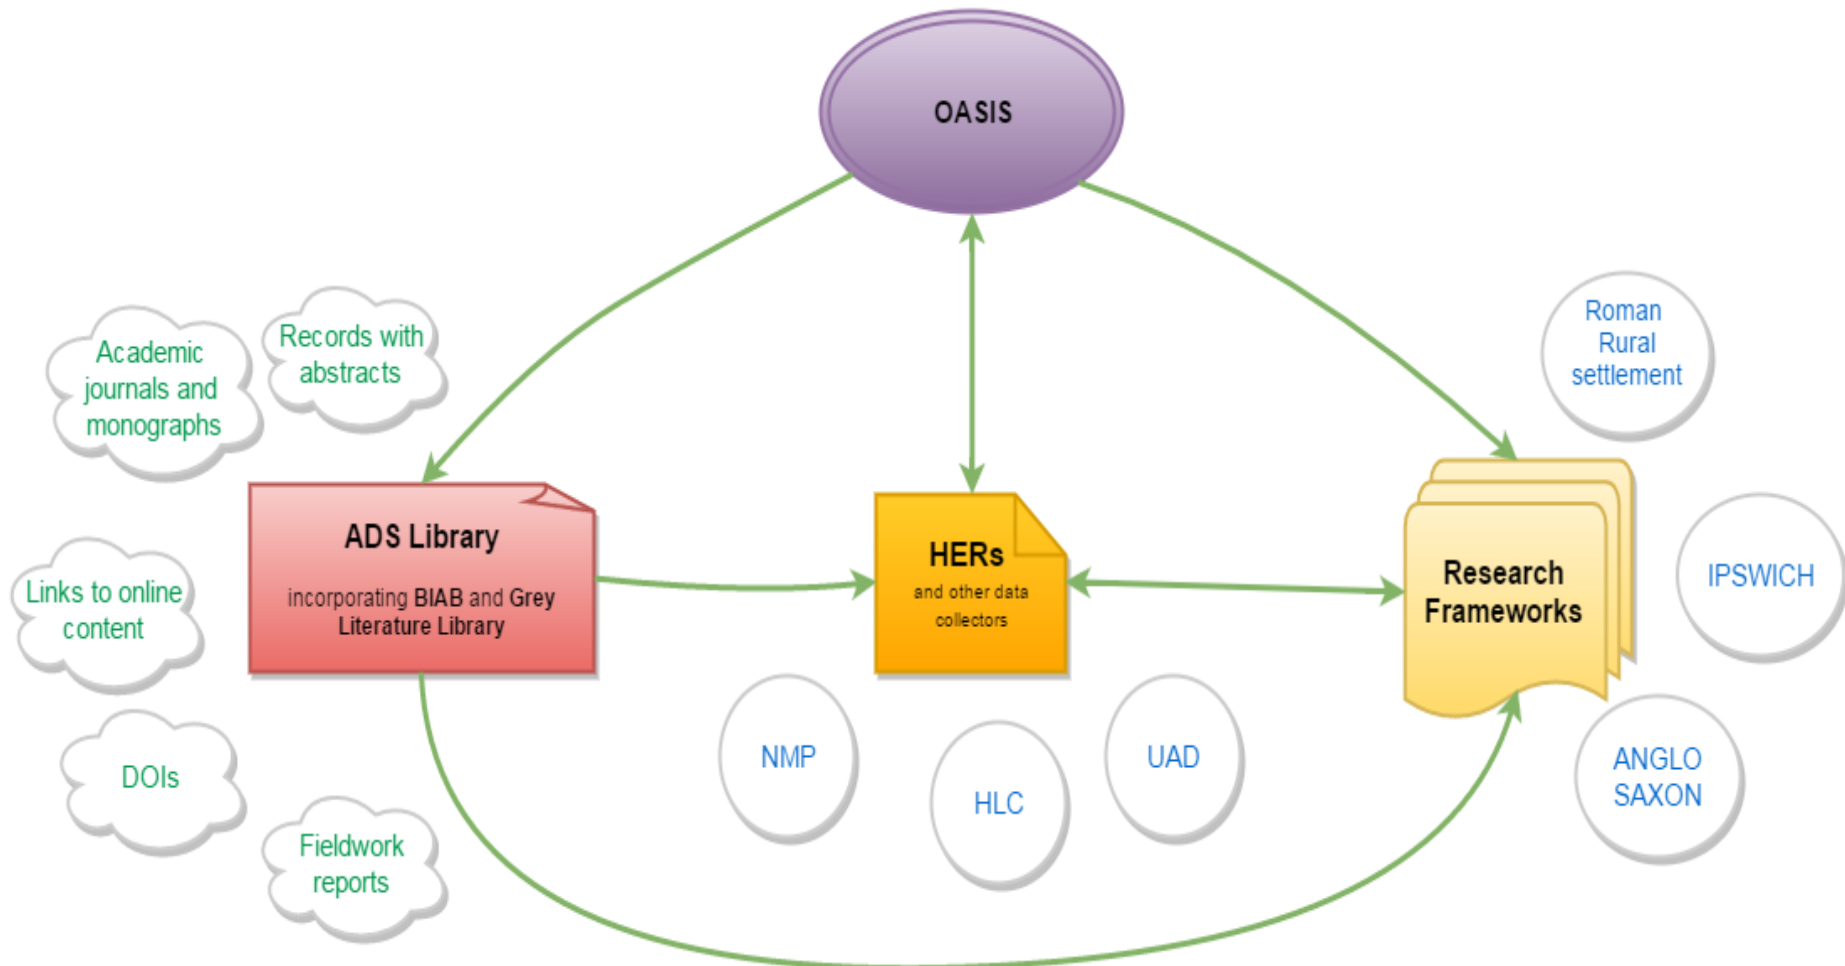 OASIS
Academic
journals and
monographs
Records with
abstracts
Roman
Rural
settlement
ADS Library
incorporating BIAB and Grey
Literature Library
HERs
and other data
collectors
Research
Frameworks
IPSWICH
Links to online
content
DOIs
Fieldwork
reports
NMP
HLC
UAD
ANGLO
SAXON